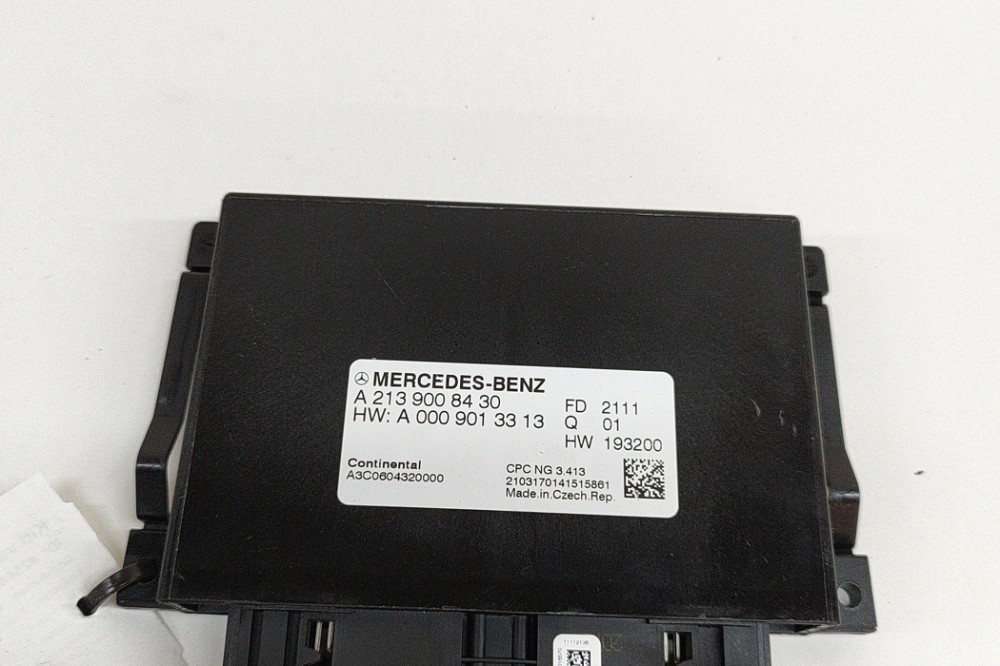 MERCEDES-BENZ
A 213 900 84 30
HW: A 000 901 33 13
FD 2111
Q 01
HW 193200
Continental
A3C0604320000
CPC NG 3.413
2103170141515861
Made.in.Czech.Rep.